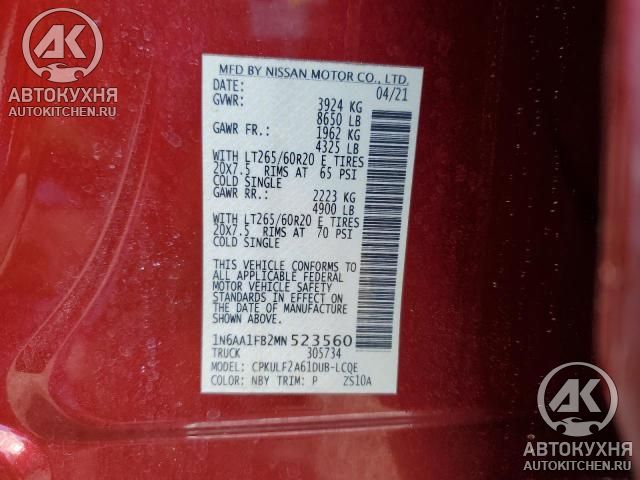 АК
АВТОКУХНЯ
AUTOKITCHEN.RU
MFD BY NISSAN MOTOR CO., LTD.
DATE: 04/21
GVWR: 3924 KG
8650 LB
GAWR FR.: 1962 KG
4325 LB
WITH LT265/60R20 E TIRES
20X7.5 RIMS AT 65 PSI
COLD SINGLE
GAWR RR.: 2223 KG
4900 LB
WITH LT265/60R20 E TIRES
20X7.5 RIMS AT 70 PSI
COLD SINGLE
THIS VEHICLE CONFORMS TO
ALL APPLICABLE FEDERAL
MOTOR VEHICLE SAFETY
STANDARDS IN EFFECT ON
THE DATE OF MANUFACTURE
SHOWN ABOVE.
1N6AA1FB2MN523560
TRUCK 305734
MODEL: CPKULF2A61DUB-LCQE
COLOR: NBY TRIM: P ZS10A
АК
АВТОКУХНЯ
AUTOKITCHEN.RU